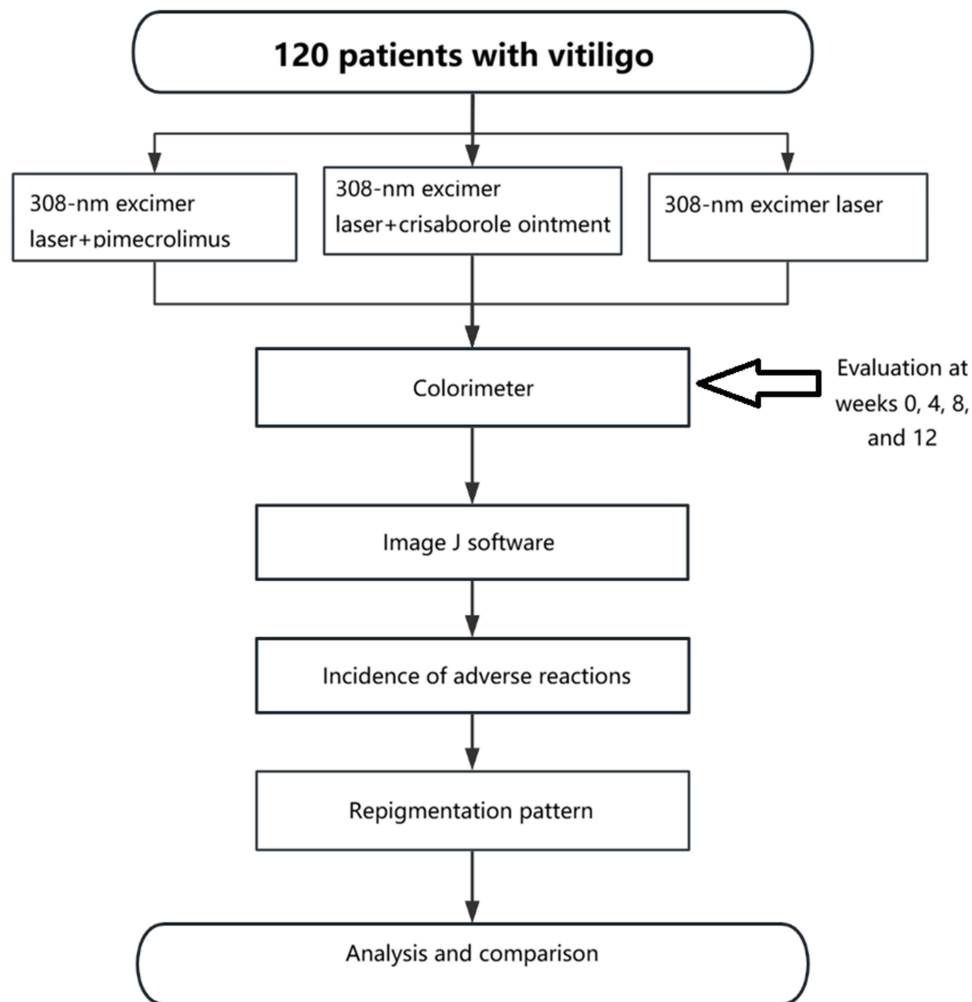 120 patients with vitiligo
308-nm excimer
laser+pimecrolimus
308-nm excimer
laser+crisaborole ointment
308-nm excimer laser
Colorimeter
Evaluation at
weeks 0, 4, 8,
and 12
Image J software
Incidence of adverse reactions
Repigmentation pattern
Analysis and comparison